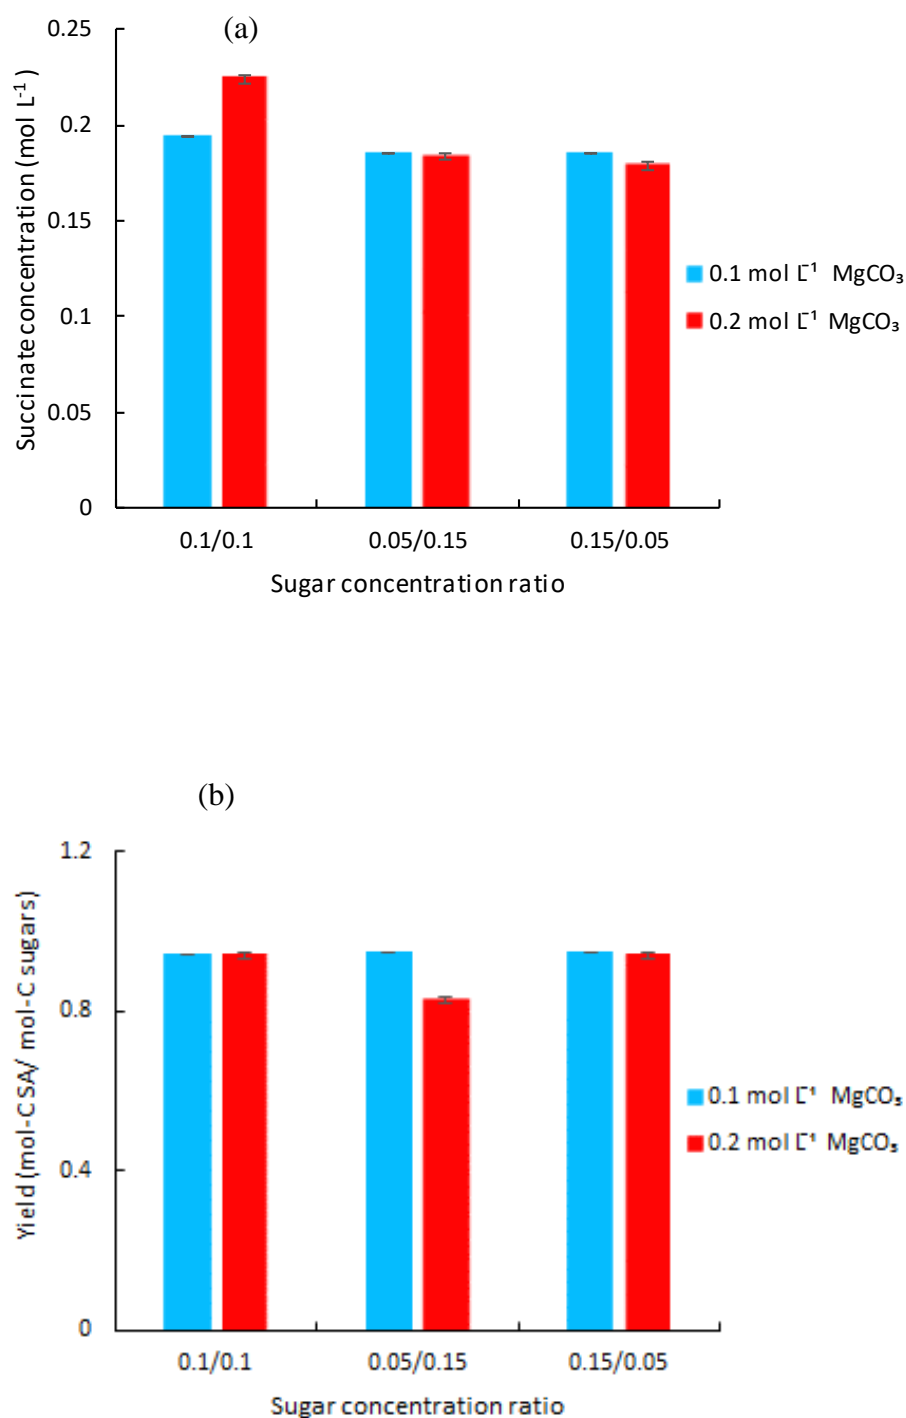 (a)
Succinate concentration (mol L⁻¹)
0.25
0.2
0.15
0.1
0.05
0
0.1/0.1
0.05/0.15
0.15/0.05
Sugar concentration ratio
0.1 mol L⁻¹ MgCO₃
0.2 mol L⁻¹ MgCO₃
(b)
Yield (mol-C SA/ mol-C sugars)
1.2
0.8
0.4
0
0.1/0.1
0.05/0.15
0.15/0.05
Sugar concentration ratio
0.1 mol L⁻¹ MgCO₃
0.2 mol L⁻¹ MgCO₃